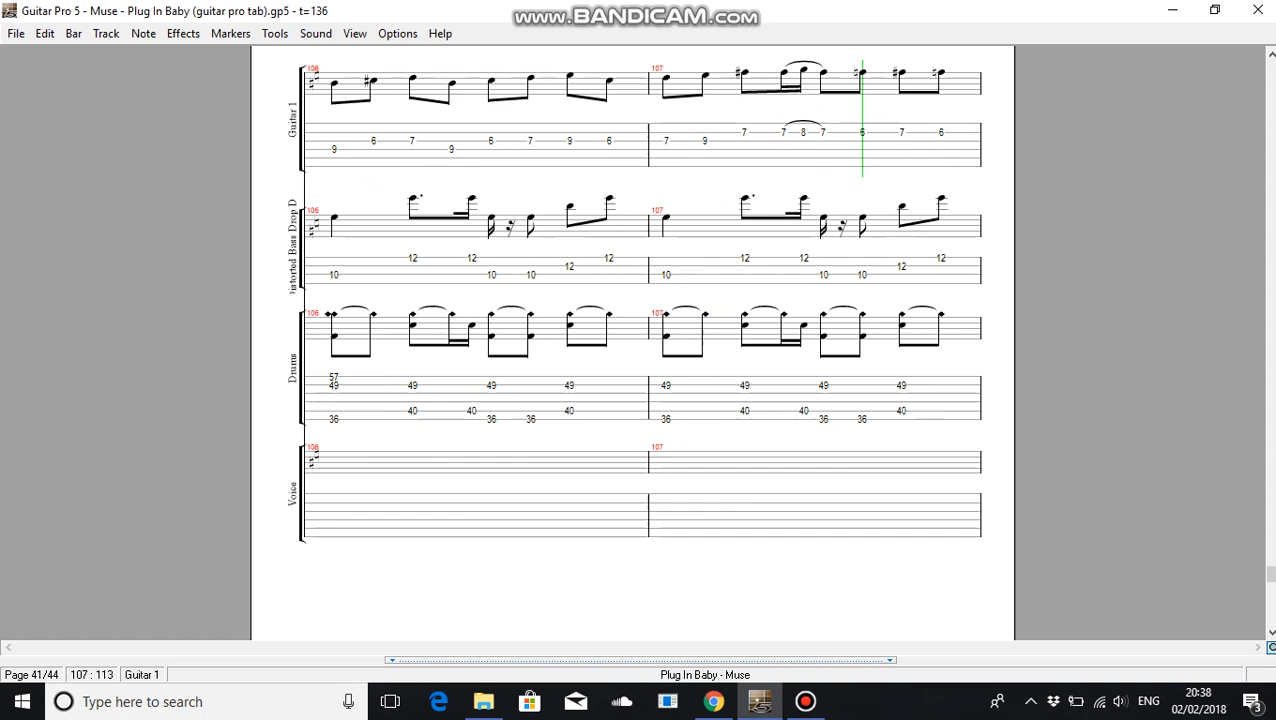 Guitar Pro 5 - Muse - Plug In Baby (guitar pro tab).gp5 - t=136
www.BANDICAM.com
File Edit Bar Track Note Effects Markers Tools Sound View Options Help
Guitar 1
106 107
9 6 7 9 6 7 9 6 7 9 7 7 8 7 6 7 6
istorted Bass Drop D
106 107
12 12 12 12 12 12
12 12
10 10 10 10 10 10
Drums
106 107
57
49 49 49 49 49 49 49 49
40 40 40 40 40 40
36 36 36 36 36 36
Voice
106 107
Page 41/44 107 : 113 Guitar 1 Plug In Baby - Muse
Type here to search
ENG
20:38
02/02/2018
3